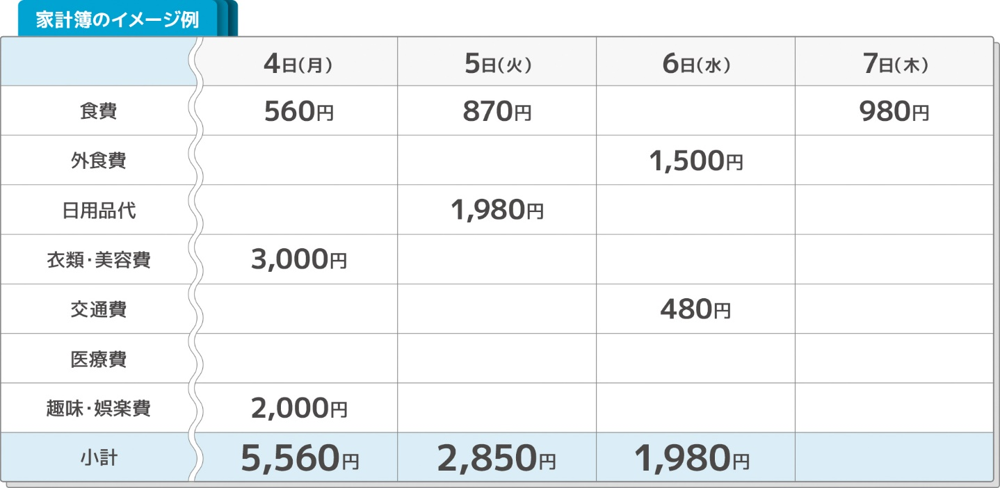 家計簿のイメージ例
4日(月) 5日(火) 6日(水) 7日(木)
食費 560円 870円 980円
外食費 1,500円
日用品代 1,980円
衣類・美容費 3,000円
交通費 480円
医療費
趣味・娯楽費 2,000円
小計 5,560円 2,850円 1,980円